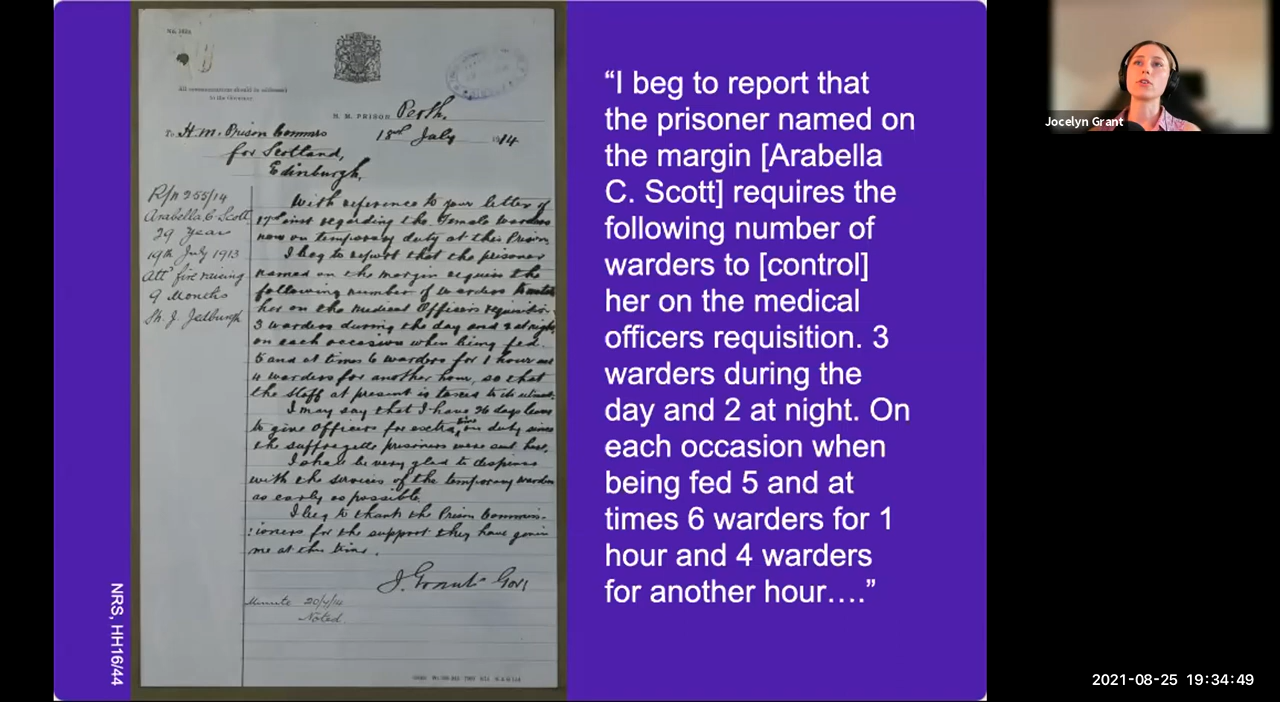 All communications should be addressed
to the Governor.
H. M. PRISON Perth.
To H.M. Prison Commrs 18th July 1914
for Scotland,
Edinburgh.
R/n 255/14
Arabella C Scott
29 Years
19th July 1913
Att fire raising
9 Months
Sh. J. Jedburgh
With reference to your letter of
17th inst regarding the Female Warders
now on temporary duty at this Prison,
I beg to report that the prisoner
named on the margin requires the
following number of warders to
her on the Medical Officers requisition.
3 warders during the day and 2 at night,
on each occasion when being fed.
5 and at times 6 warders for 1 hour and
4 warders for another hour, so that
the staff at present is taxed to its utmost.
I may say that I have 36 days leave
to give Officers for extra time on duty since
the suffragette prisoners were sent here.
I shall be very glad to dispense
with the services of the temporary warders
as early as possible.
I beg to thank the Prison Commis-
:ioners for the support they have given
me at this time.
J. Grant Govr
Minute 20/7/14
Noted.
NRS, HH16/44
“I beg to report that
the prisoner named on
the margin [Arabella
C. Scott] requires the
following number of
warders to [control]
her on the medical
officers requisition. 3
warders during the
day and 2 at night. On
each occasion when
being fed 5 and at
times 6 warders for 1
hour and 4 warders
for another hour….”
Jocelyn Grant
2021-08-25 19:34:49